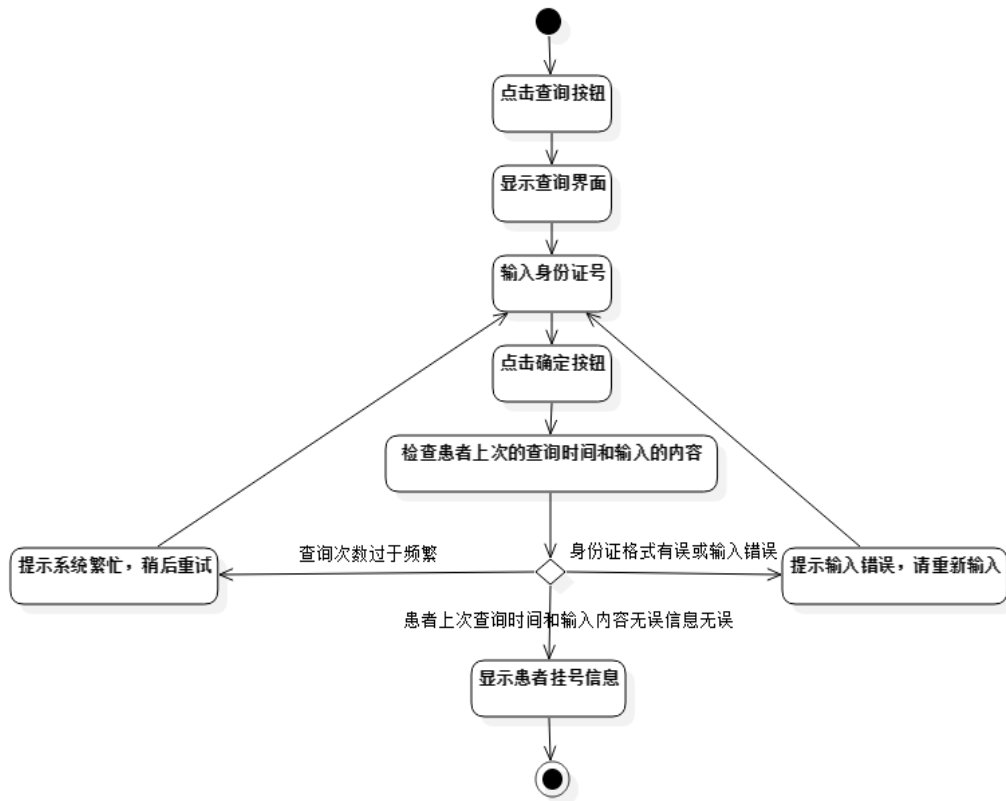 点击查询按钮
显示查询界面
输入身份证号
点击确定按钮
检查患者上次的查询时间和输入的内容
查询次数过于频繁
身份证格式有误或输入错误
提示系统繁忙，稍后重试
提示输入错误，请重新输入
患者上次查询时间和输入内容无误信息无误
显示患者挂号信息